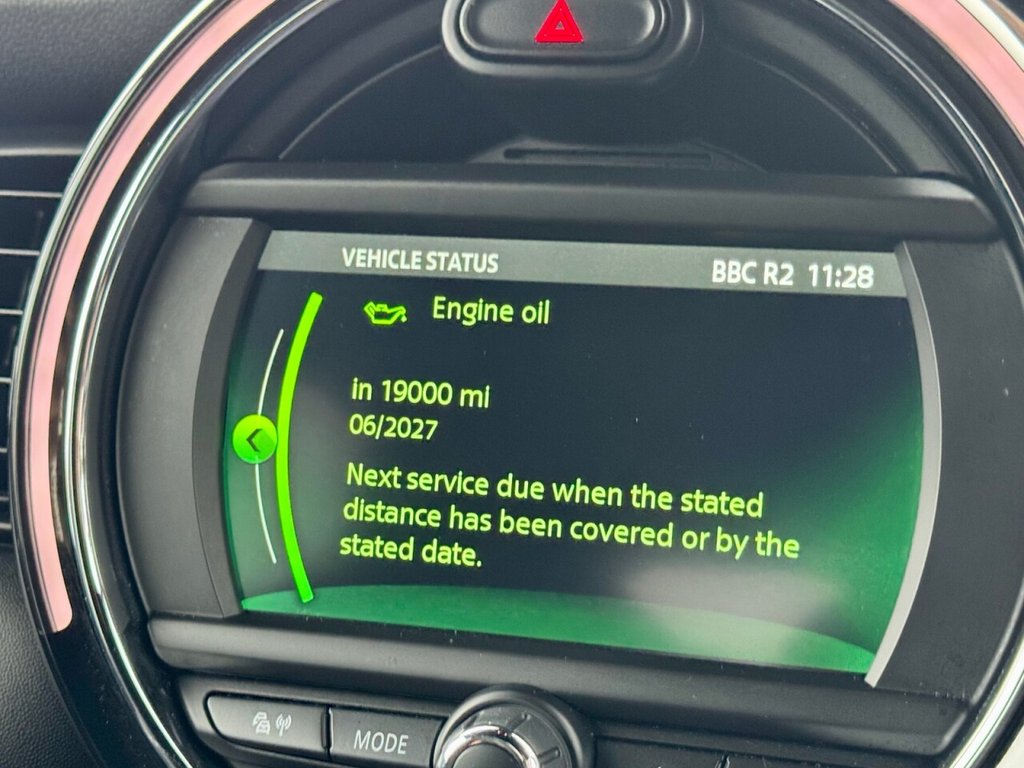 VEHICLE STATUS
BBC R2 11:28
Engine oil
in 19000 mi
06/2027
Next service due when the stated
distance has been covered or by the
stated date.
MODE